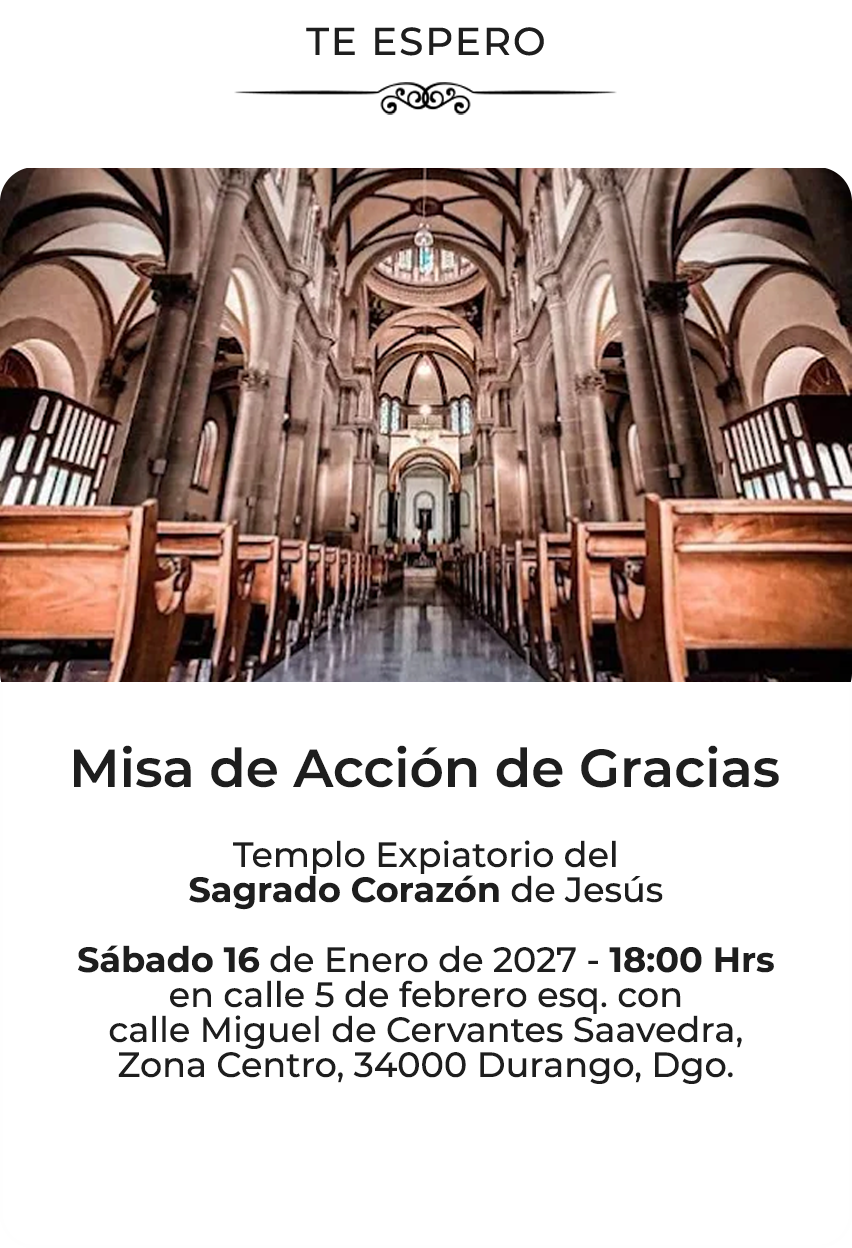 TE ESPERO
Misa de Acción de Gracias
Templo Expiatorio del
Sagrado Corazón de Jesús
Sábado 16 de Enero de 2027 - 18:00 Hrs
en calle 5 de febrero esq. con
calle Miguel de Cervantes Saavedra,
Zona Centro, 34000 Durango, Dgo.